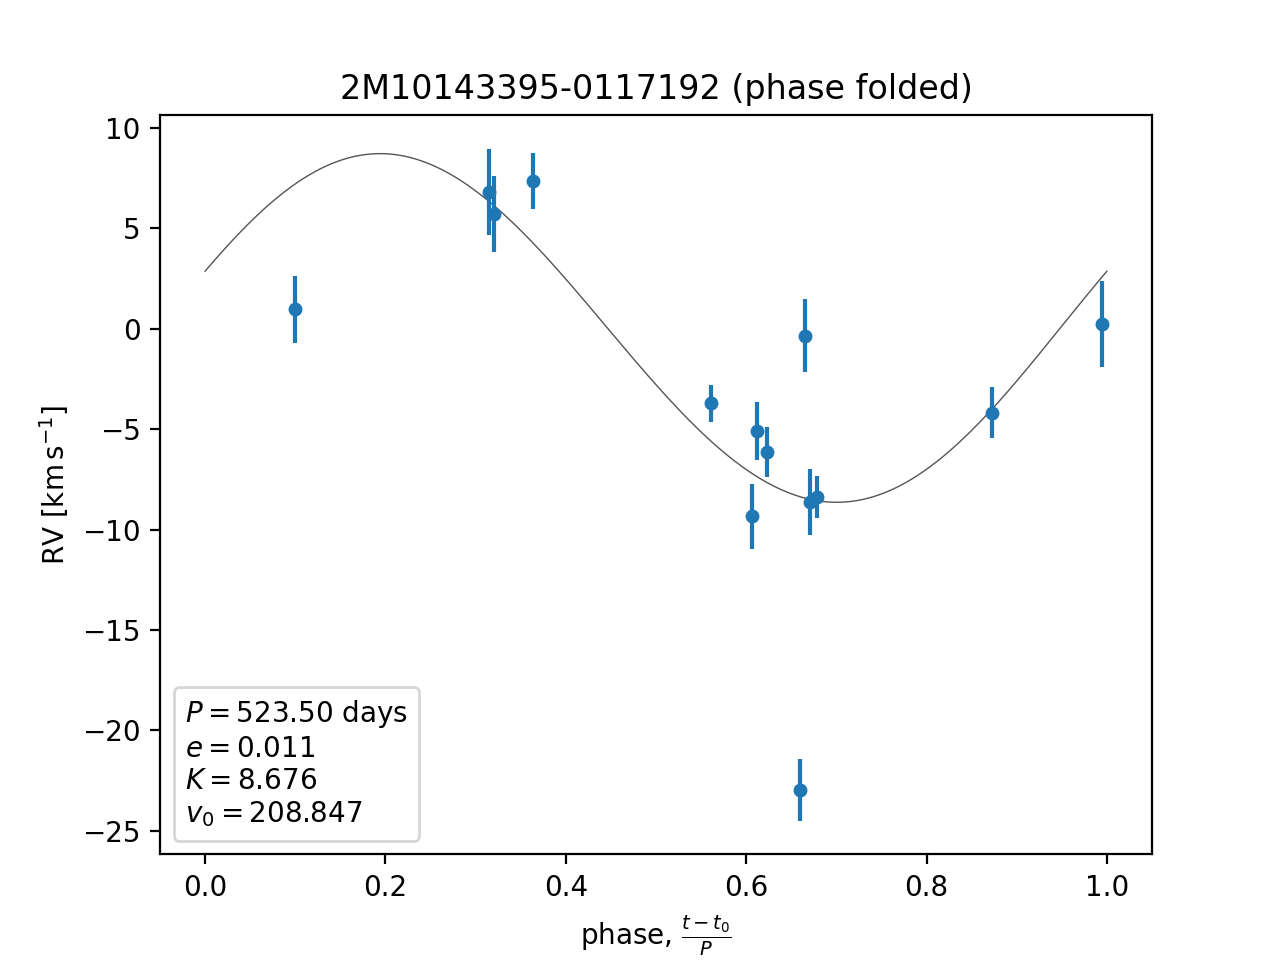 2M10143395-0117192 (phase folded)
10
5
0
−5
−10
−15
−20
−25
RV [km s⁻¹]
P = 523.50 days
e = 0.011
K = 8.676
v₀ = 208.847
0.0 0.2 0.4 0.6 0.8 1.0
phase, (t − t₀)/P